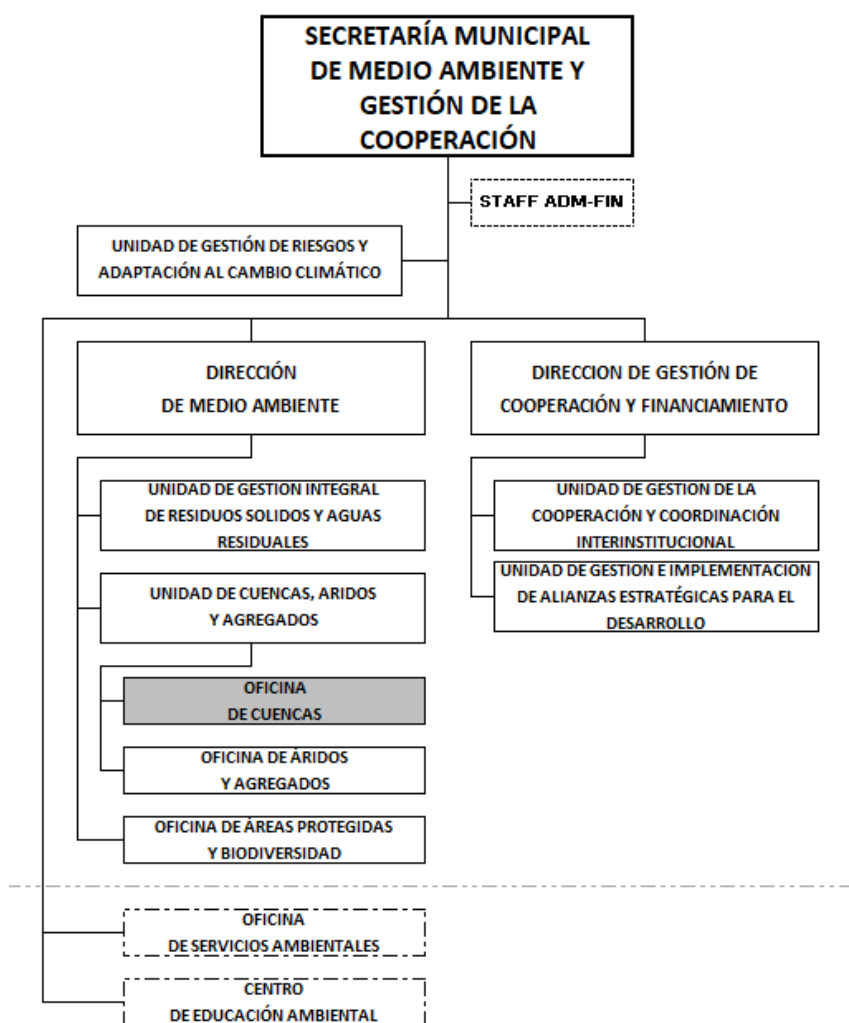 SECRETARÍA MUNICIPAL
DE MEDIO AMBIENTE Y
GESTIÓN DE LA
COOPERACIÓN
STAFF ADM-FIN
UNIDAD DE GESTIÓN DE RIESGOS Y
ADAPTACIÓN AL CAMBIO CLIMÁTICO
DIRECCIÓN
DE MEDIO AMBIENTE
DIRECCION DE GESTIÓN DE
COOPERACIÓN Y FINANCIAMIENTO
UNIDAD DE GESTION INTEGRAL
DE RESIDUOS SOLIDOS Y AGUAS
RESIDUALES
UNIDAD DE GESTION DE LA
COOPERACIÓN Y COORDINACIÓN
INTERINSTITUCIONAL
UNIDAD DE CUENCAS, ARIDOS
Y AGREGADOS
UNIDAD DE GESTION E IMPLEMENTACION
DE ALIANZAS ESTRATÉGICAS PARA EL
DESARROLLO
OFICINA
DE CUENCAS
OFICINA DE ÁRIDOS
Y AGREGADOS
OFICINA DE ÁREAS PROTEGIDAS
Y BIODIVERSIDAD
OFICINA
DE SERVICIOS AMBIENTALES
CENTRO
DE EDUCACIÓN AMBIENTAL